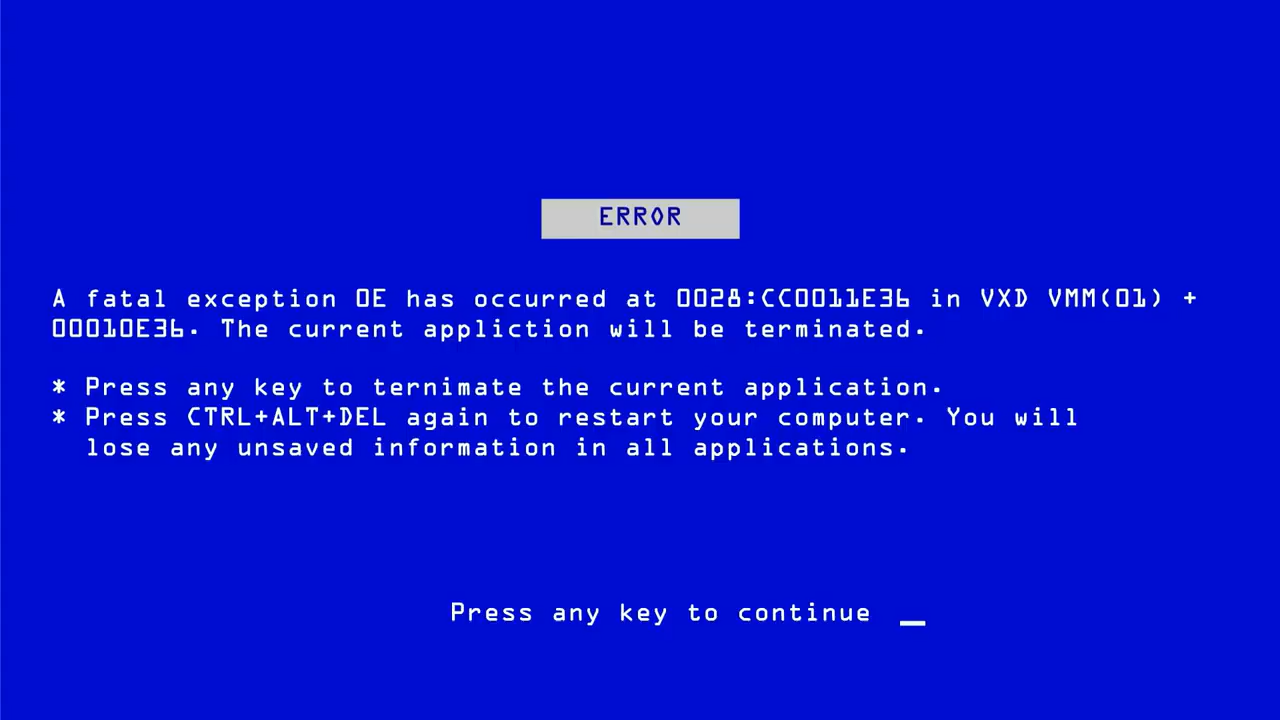 ERROR
A fatal exception 0E has occurred at 0028:CC0011E36 in VXD VMM(01) +
00010E36. The current appliction will be terminated.
* Press any key to ternimate the current application.
* Press CTRL+ALT+DEL again to restart your computer. You will
lose any unsaved information in all applications.
Press any key to continue _